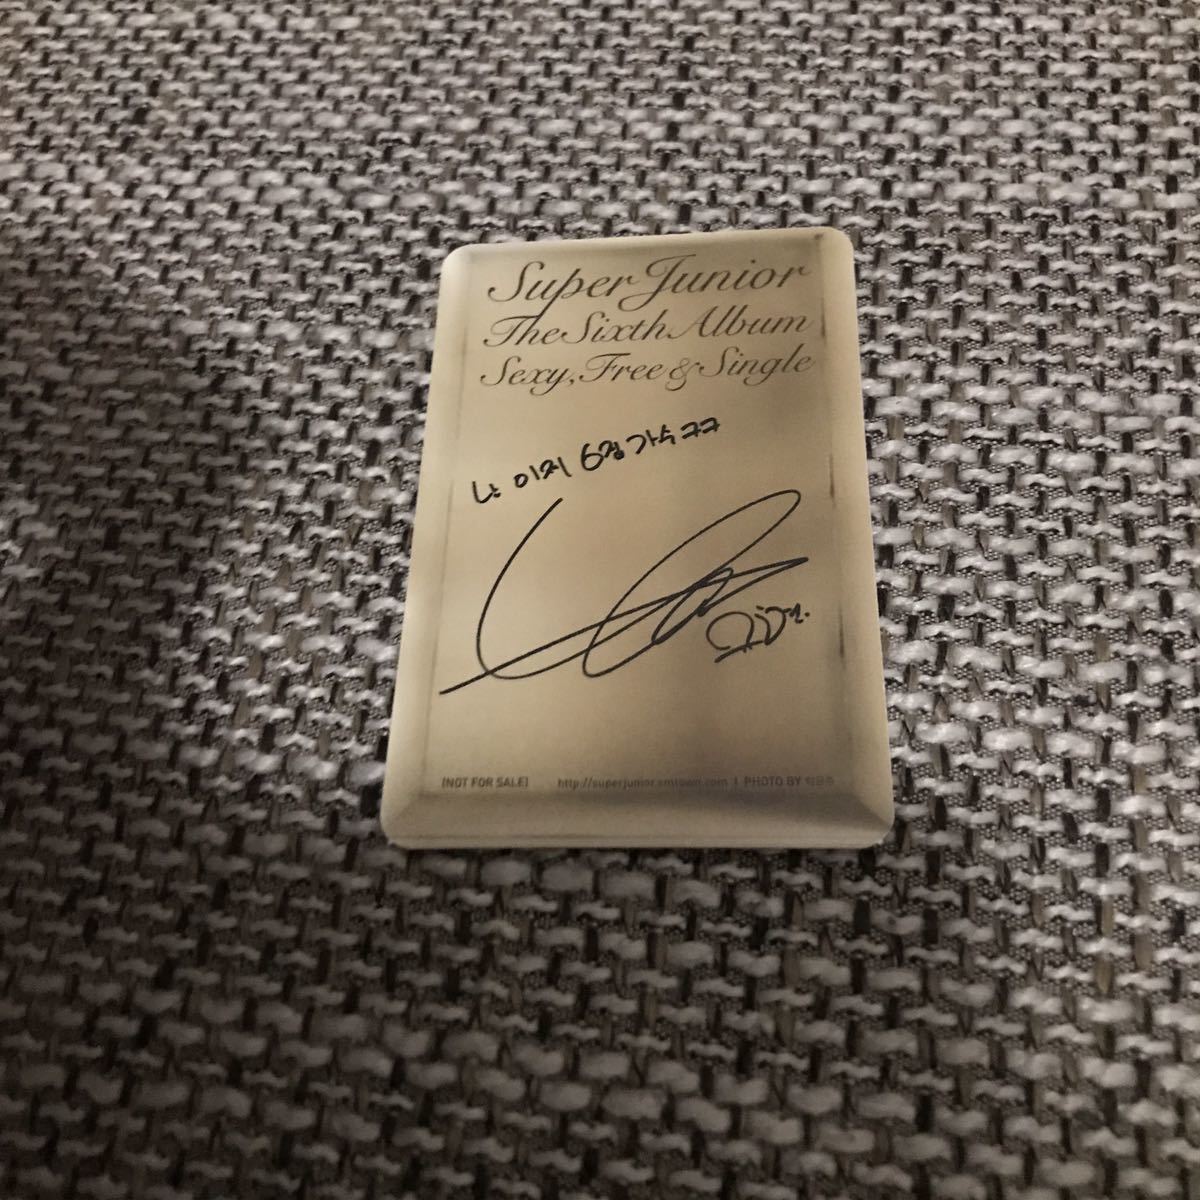 Super Junior
The Sixth Album
Sexy, Free & Single
난 이제 6집가수ㅋㅋ
[NOT FOR SALE] http://superjunior.smtown.com | PHOTO BY